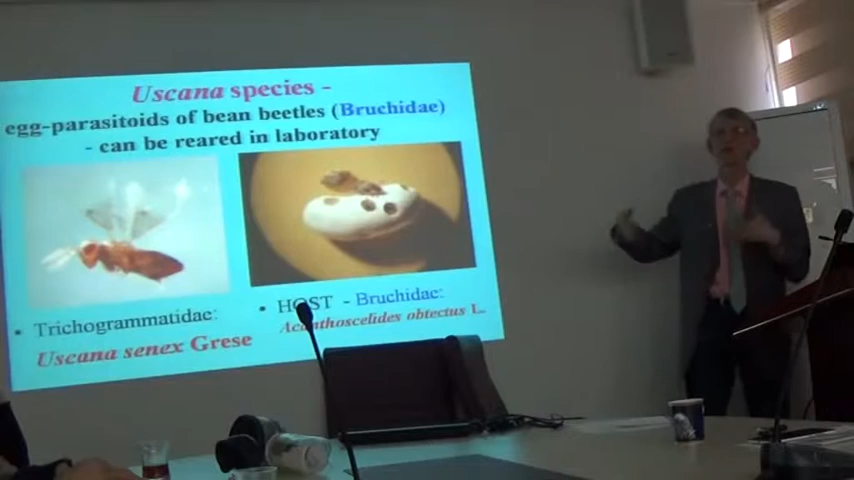 Uscana species -
egg-parasitoids of bean beetles (Bruchidae)
- can be reared in laboratory
• Trichogrammatidae:
Uscana senex Grese
• HOST - Bruchidae:
Acanthoscelides obtectus L.